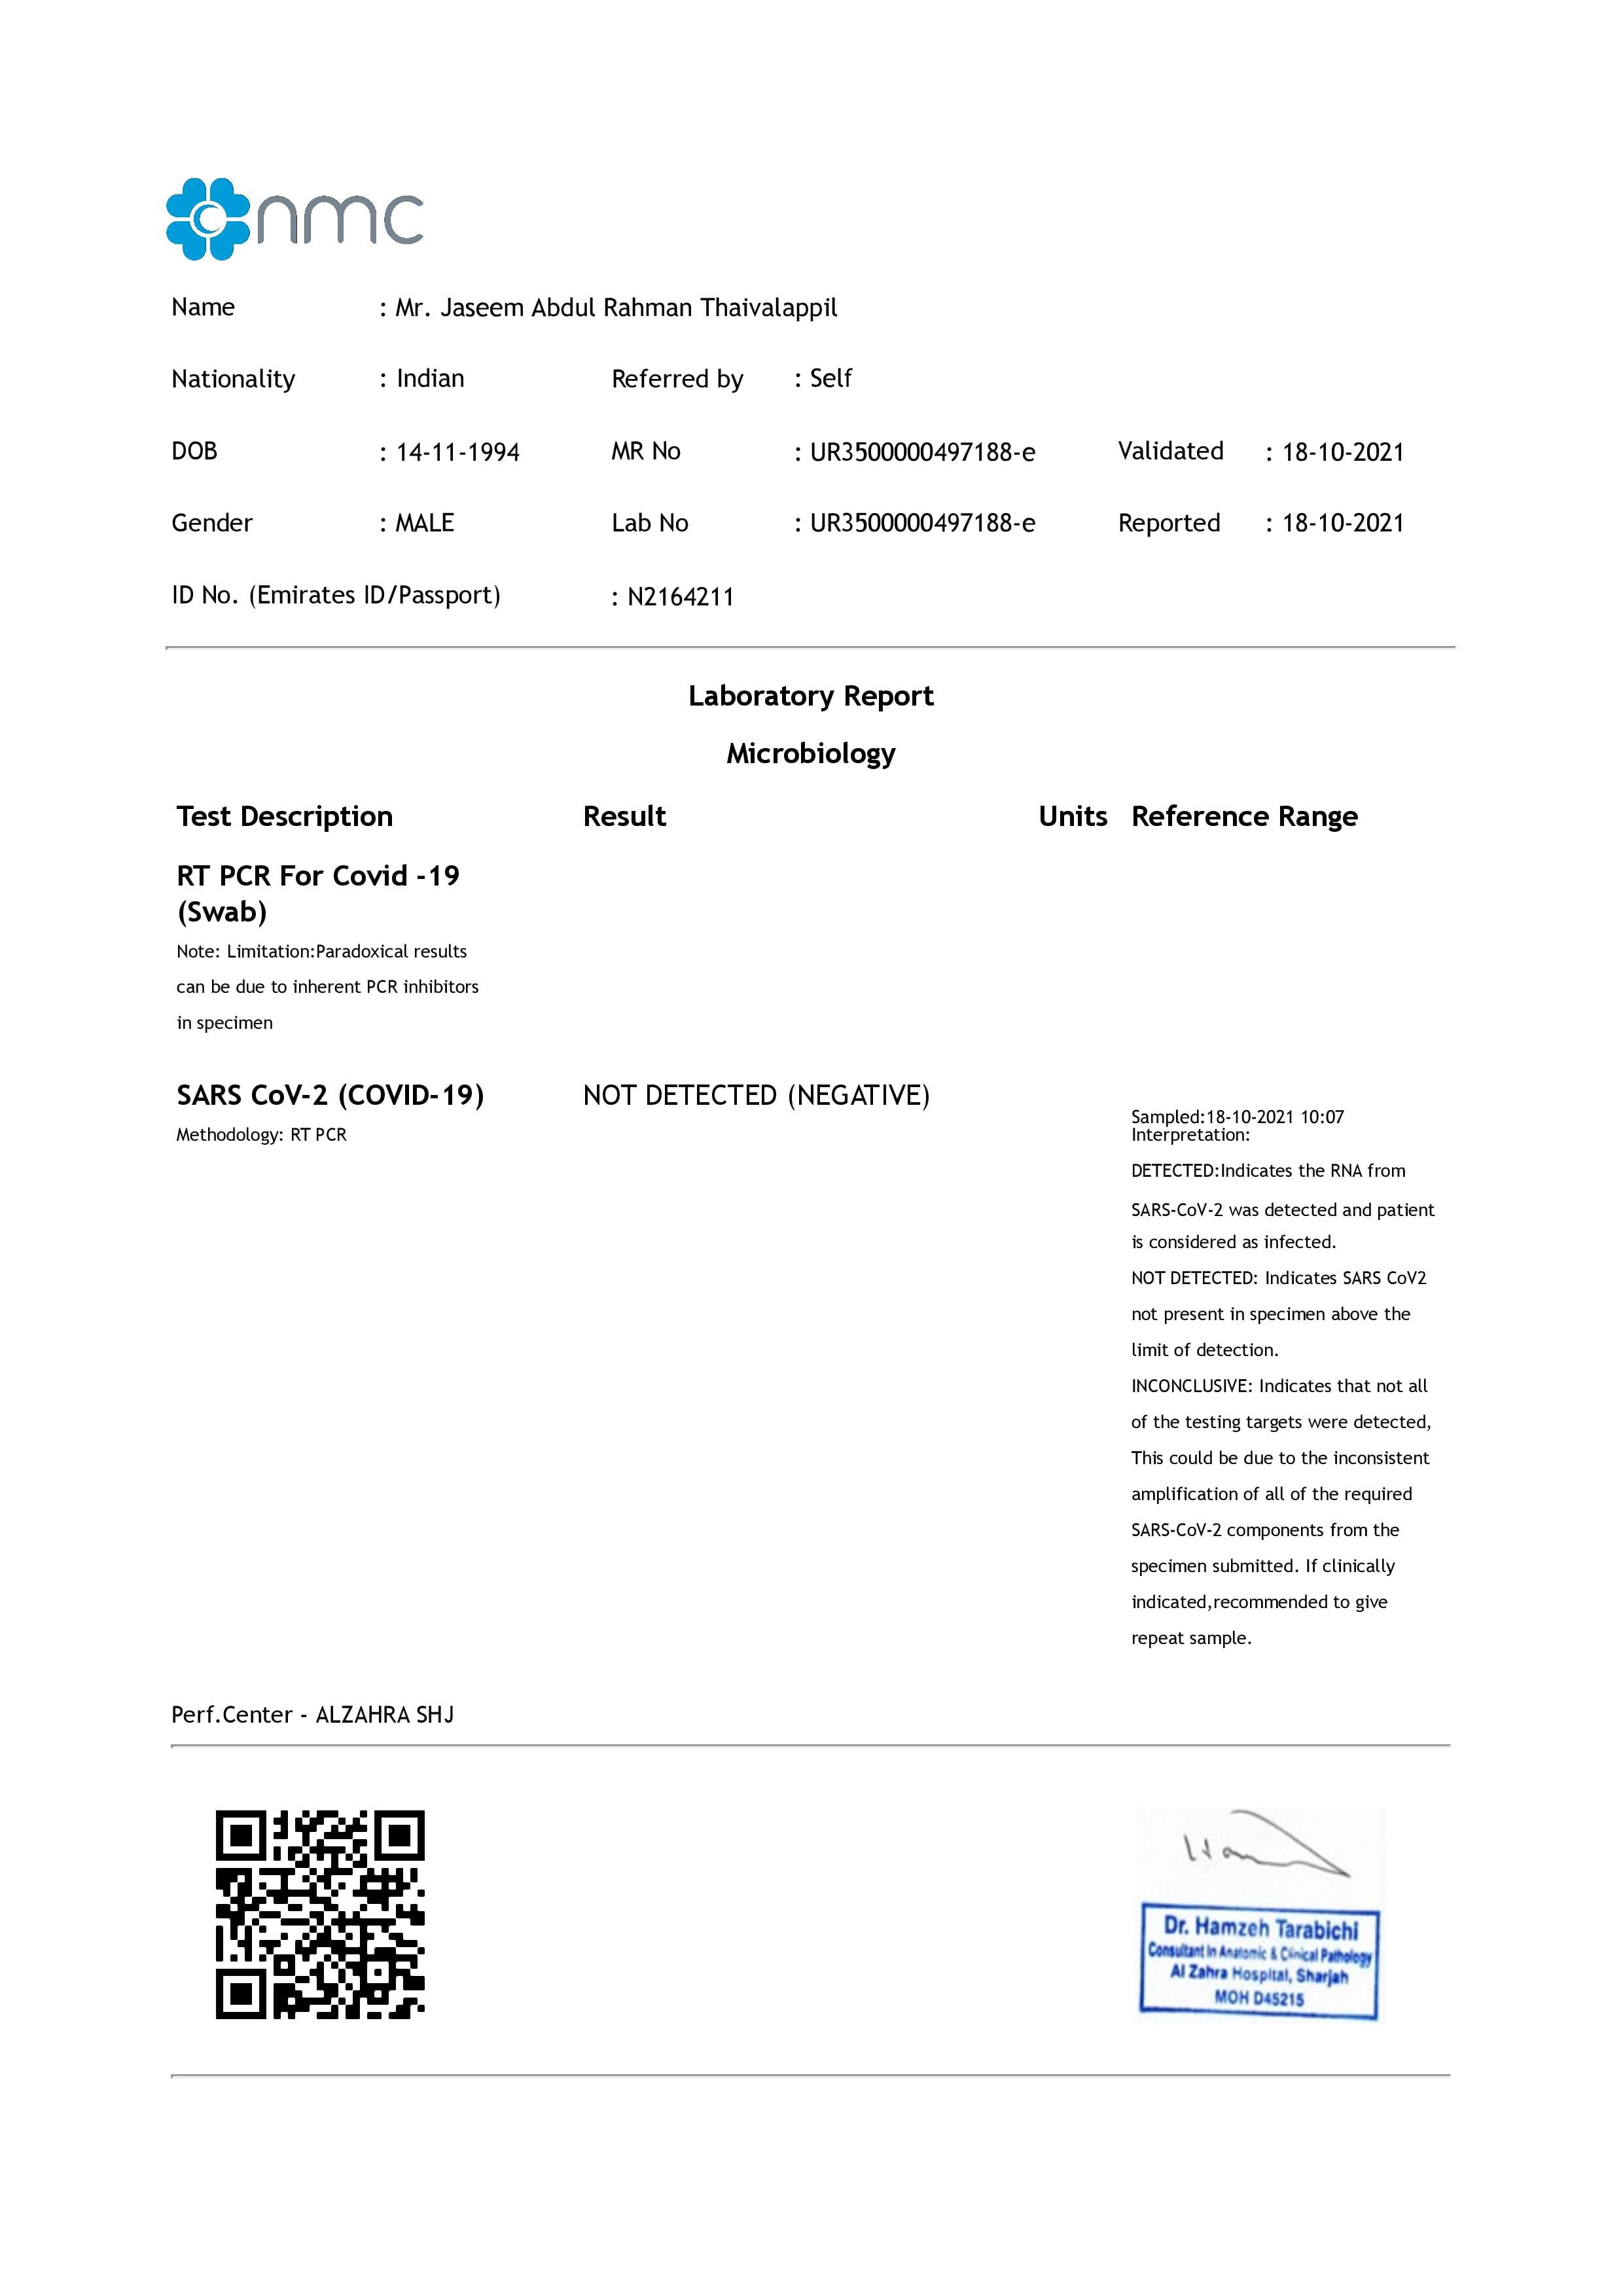 nmc
Name : Mr. Jaseem Abdul Rahman Thaivalappil
Nationality : Indian Referred by : Self
DOB : 14-11-1994 MR No : UR3500000497188-e Validated : 18-10-2021
Gender : MALE Lab No : UR3500000497188-e Reported : 18-10-2021
ID No. (Emirates ID/Passport) : N2164211
Laboratory Report
Microbiology
Test Description Result Units Reference Range
RT PCR For Covid -19
(Swab)
Note: Limitation:Paradoxical results
can be due to inherent PCR inhibitors
in specimen
SARS CoV-2 (COVID-19) NOT DETECTED (NEGATIVE)
Methodology: RT PCR
Sampled:18-10-2021 10:07
Interpretation:
DETECTED:Indicates the RNA from
SARS-CoV-2 was detected and patient
is considered as infected.
NOT DETECTED: Indicates SARS CoV2
not present in specimen above the
limit of detection.
INCONCLUSIVE: Indicates that not all
of the testing targets were detected,
This could be due to the inconsistent
amplification of all of the required
SARS-CoV-2 components from the
specimen submitted. If clinically
indicated,recommended to give
repeat sample.
Perf.Center - ALZAHRA SHJ
Dr. Hamzeh Tarabichi
Consultant in Anatomic & Clinical Pathology
Al Zahra Hospital, Sharjah
MOH D45215